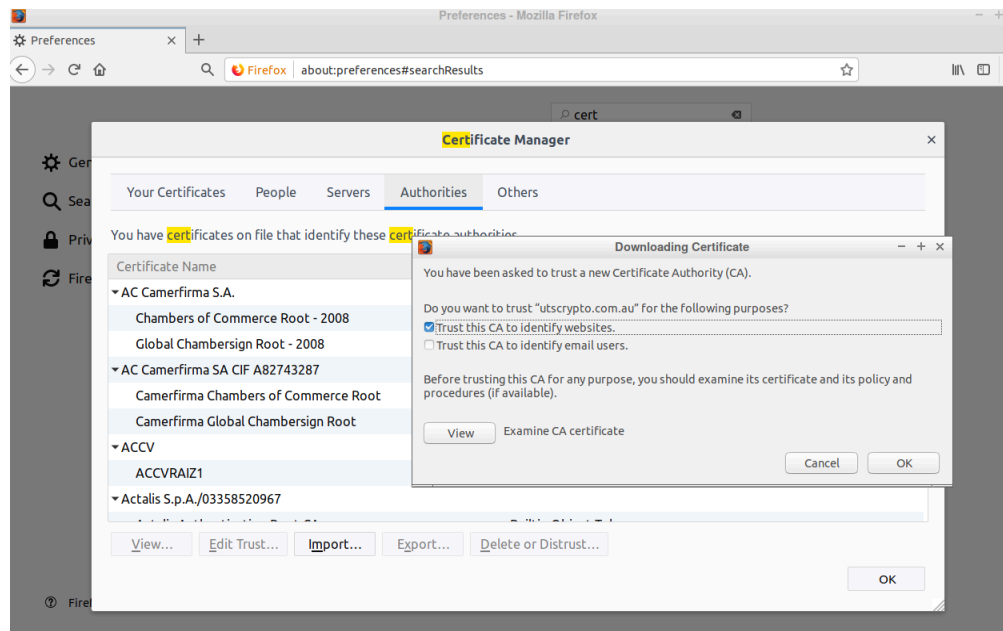 Preferences - Mozilla Firefox
Preferences
Firefox about:preferences#searchResults
cert
Certificate Manager
Your Certificates People Servers Authorities Others
You have certificates on file that identify these certificate authorities
Certificate Name
AC Camerfirma S.A.
Chambers of Commerce Root - 2008
Global Chambersign Root - 2008
AC Camerfirma SA CIF A82743287
Camerfirma Chambers of Commerce Root
Camerfirma Global Chambersign Root
ACCV
ACCVRAIZ1
Actalis S.p.A./03358520967
View... Edit Trust... Import... Export... Delete or Distrust...
OK
Gen
Sea
Priv
Fire
Firef
Downloading Certificate
You have been asked to trust a new Certificate Authority (CA).
Do you want to trust “utscrypto.com.au” for the following purposes?
Trust this CA to identify websites.
Trust this CA to identify email users.
Before trusting this CA for any purpose, you should examine its certificate and its policy and
procedures (if available).
View Examine CA certificate
Cancel OK